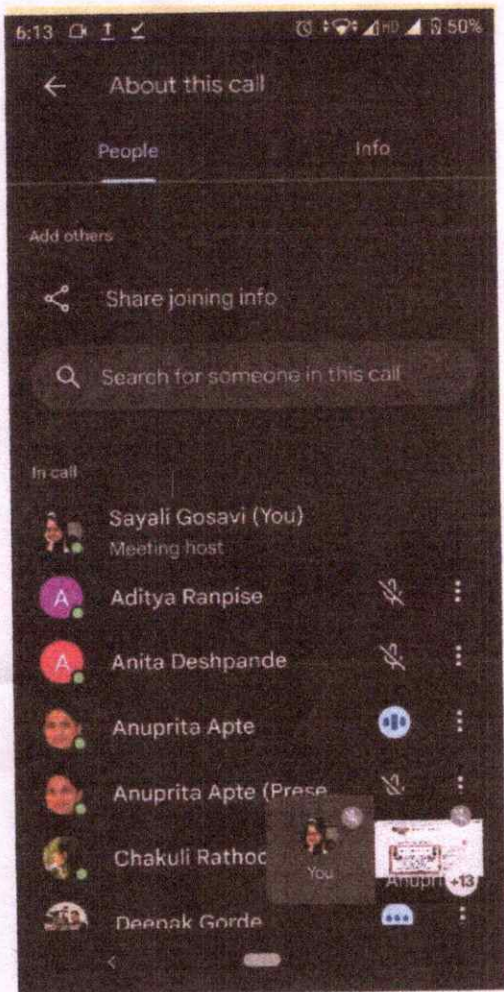 6:13 HD 50%
About this call
People Info
Add others
Share joining info
Search for someone in this call
In call
Sayali Gosavi (You)
Meeting host
A Aditya Ranpise
A Anita Deshpande
Anuprita Apte
Anuprita Apte (Prese
Chakuli Rathod
You Anupri +13
Deepak Gorde